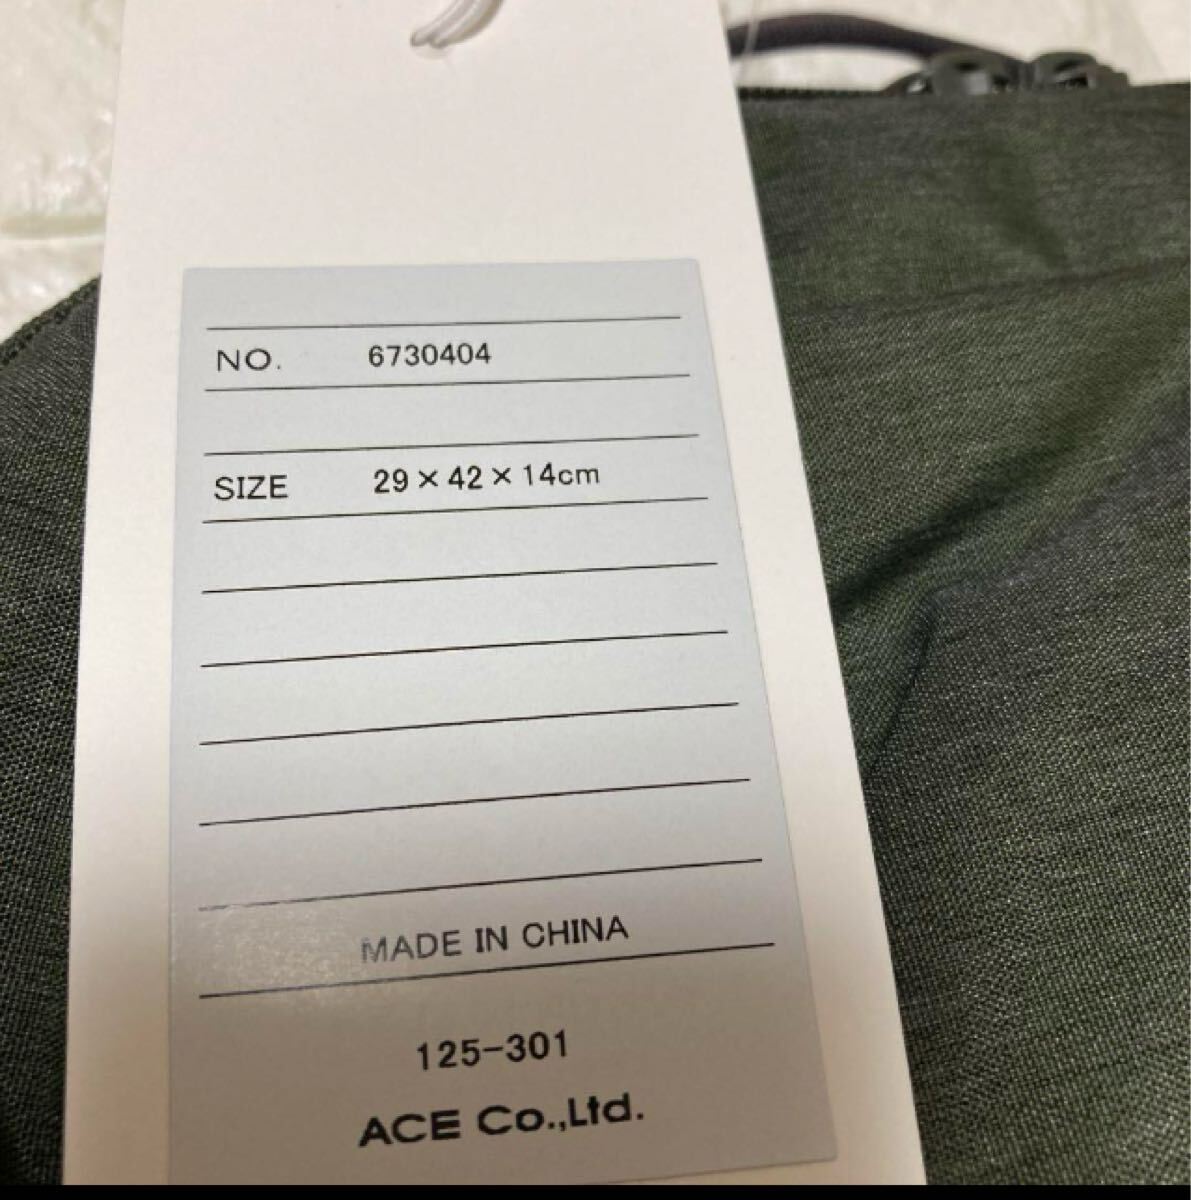 NO. 6730404
SIZE 29×42×14cm
MADE IN CHINA
125-301
ACE Co.,Ltd.